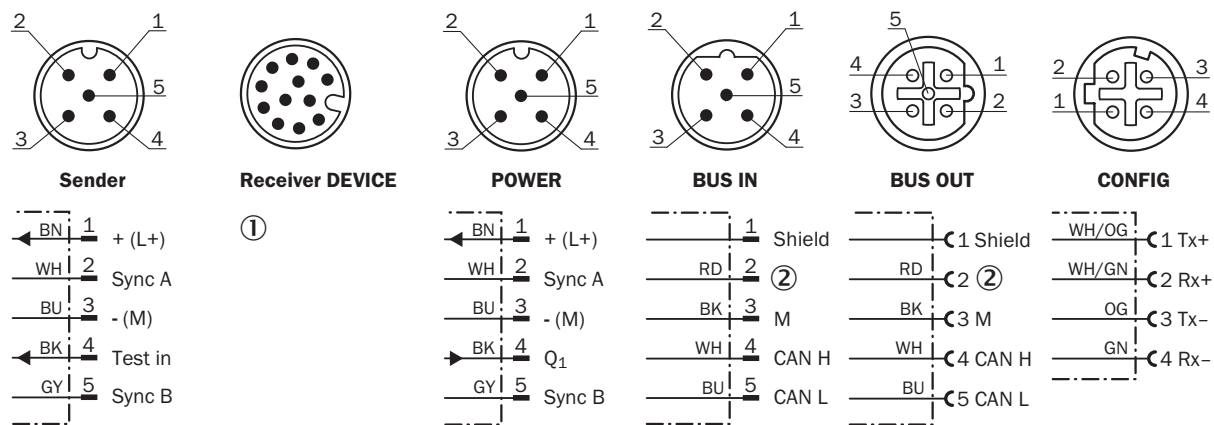 2 1 5 3 4
Sender
BN 1 + (L+)
WH 2 Sync A
BU 3 - (M)
BK 4 Test in
GY 5 Sync B
Receiver DEVICE
①
2 1 5 3 4
POWER
BN 1 + (L+)
WH 2 Sync A
BU 3 - (M)
BK 4 Q1
GY 5 Sync B
2 1 5 3 4
BUS IN
1 Shield
RD 2 ②
BK 3 M
WH 4 CAN H
BU 5 CAN L
5 4 1 3 2
BUS OUT
1 Shield
RD 2 ②
BK 3 M
WH 4 CAN H
BU 5 CAN L
2 3 1 4
CONFIG
WH/OG 1 Tx+
WH/GN 2 Rx+
OG 3 Tx–
GN 4 Rx–